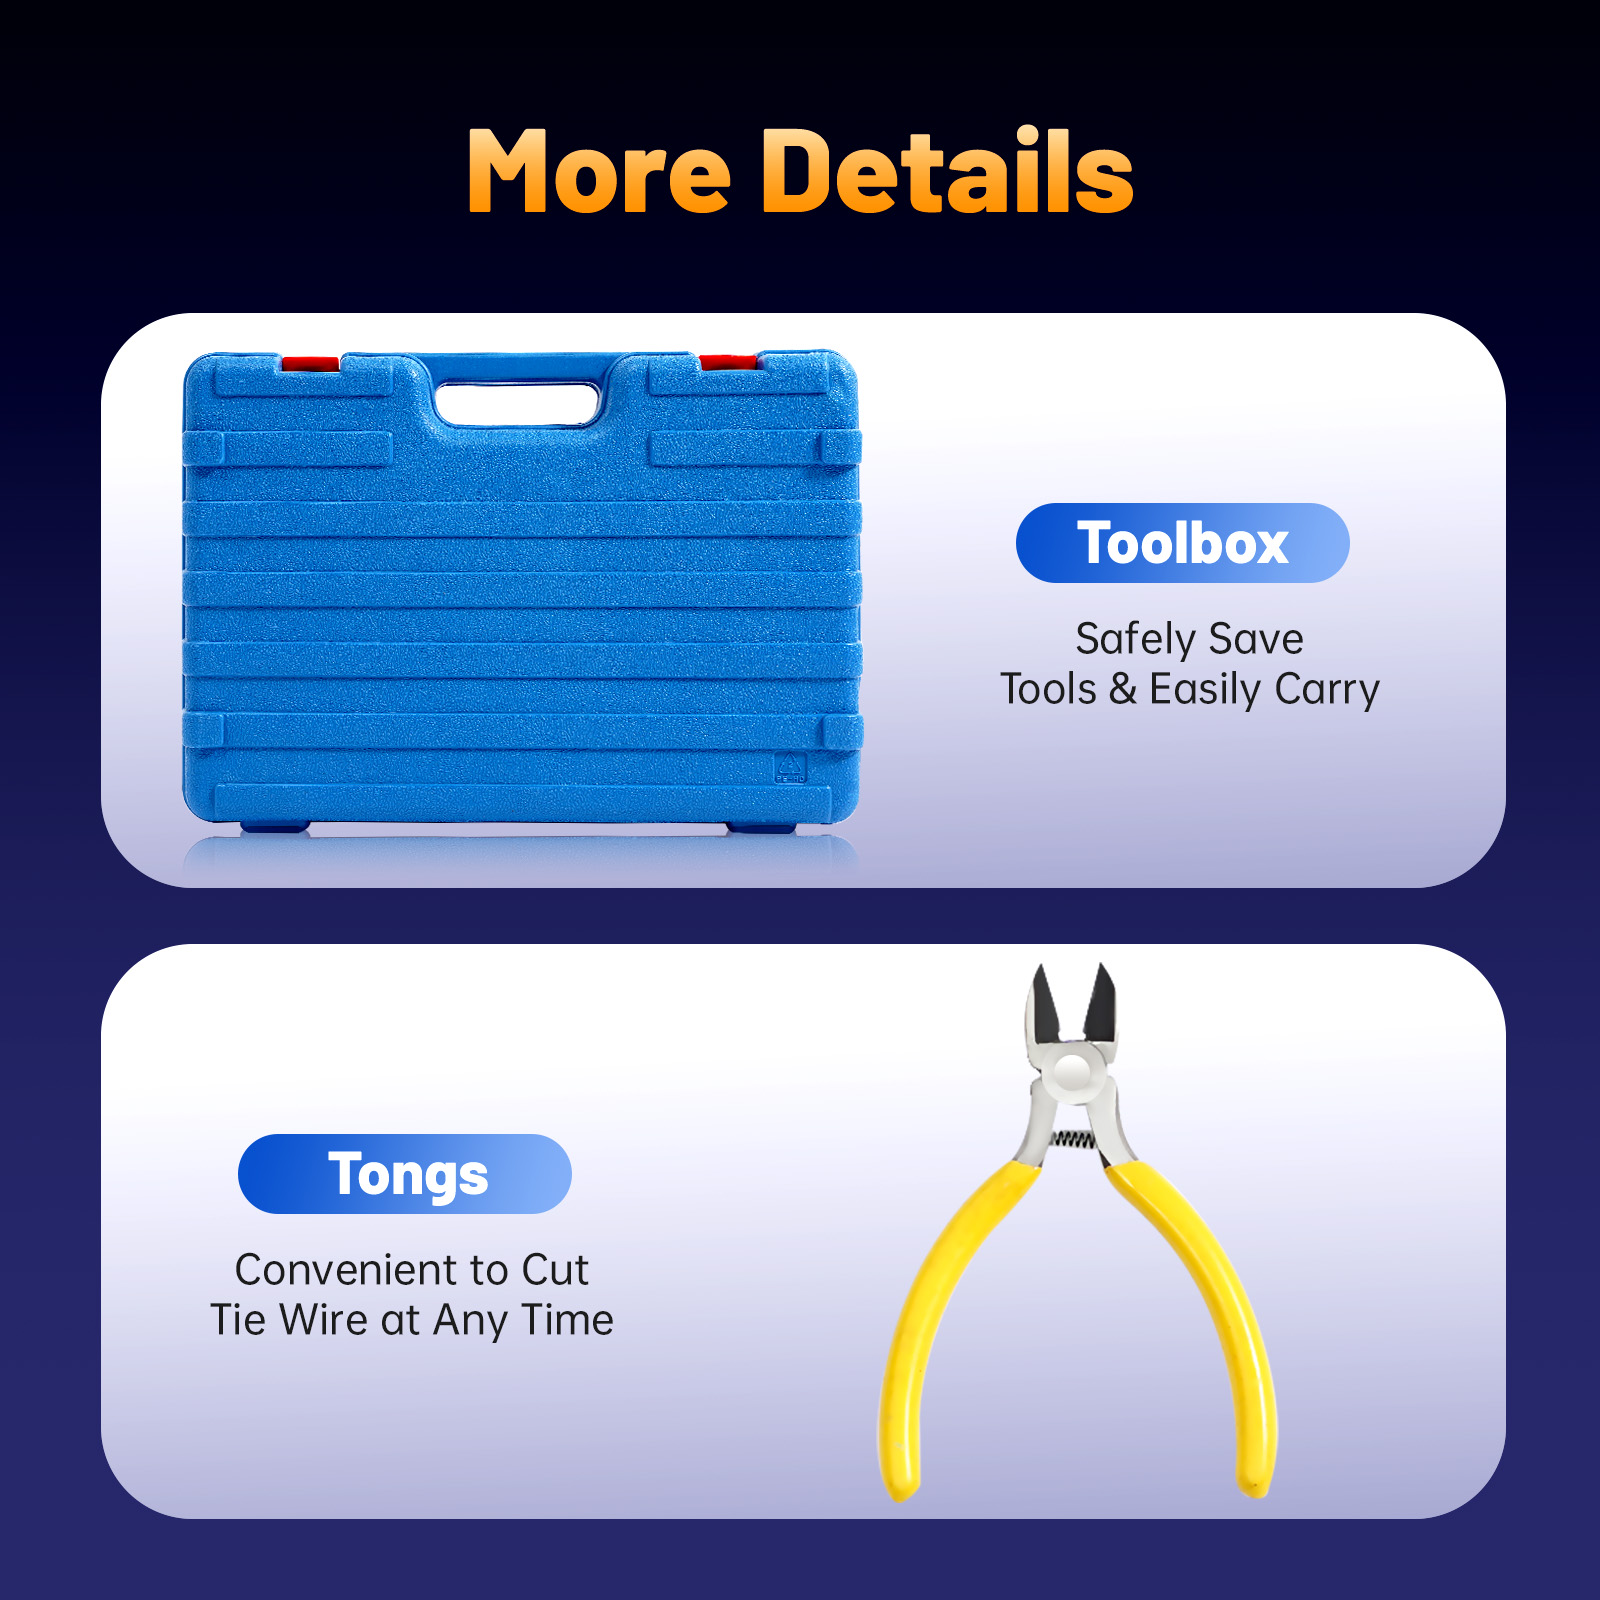 More Details
Toolbox
Safely Save
Tools & Easily Carry
Tongs
Convenient to Cut
Tie Wire at Any Time